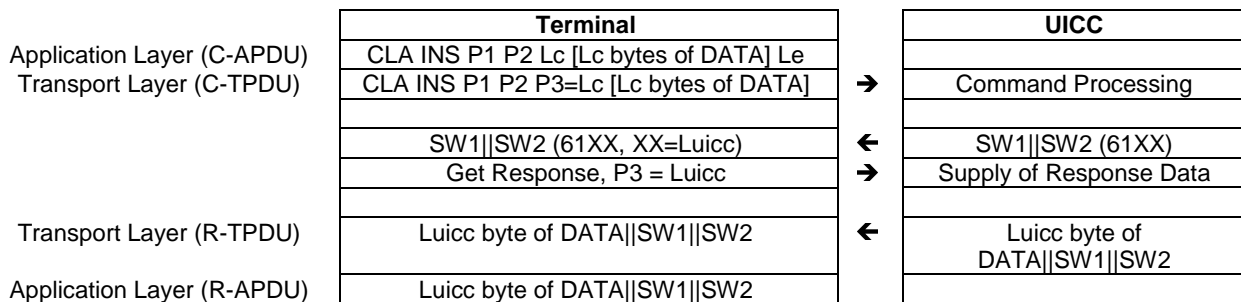 Terminal UICC
Application Layer (C-APDU) CLA INS P1 P2 Lc [Lc bytes of DATA] Le
Transport Layer (C-TPDU) CLA INS P1 P2 P3=Lc [Lc bytes of DATA] → Command Processing
SW1||SW2 (61XX, XX=Luicc) ← SW1||SW2 (61XX)
Get Response, P3 = Luicc → Supply of Response Data
Transport Layer (R-TPDU) Luicc byte of DATA||SW1||SW2 ← Luicc byte of
DATA||SW1||SW2
Application Layer (R-APDU) Luicc byte of DATA||SW1||SW2